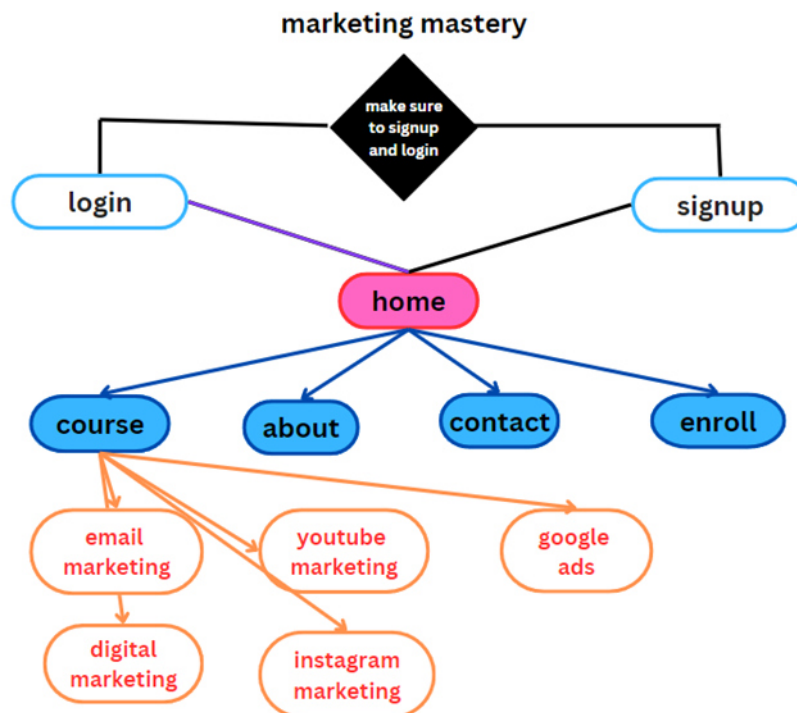 marketing mastery
make sure
to signup
and login
login
signup
home
course
about
contact
enroll
email
marketing
youtube
marketing
google
ads
digital
marketing
instagram
marketing